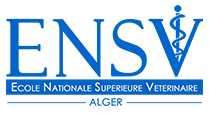 ENSV
ECOLE NATIONALE SUPERIEURE VETERINAIRE
ALGER